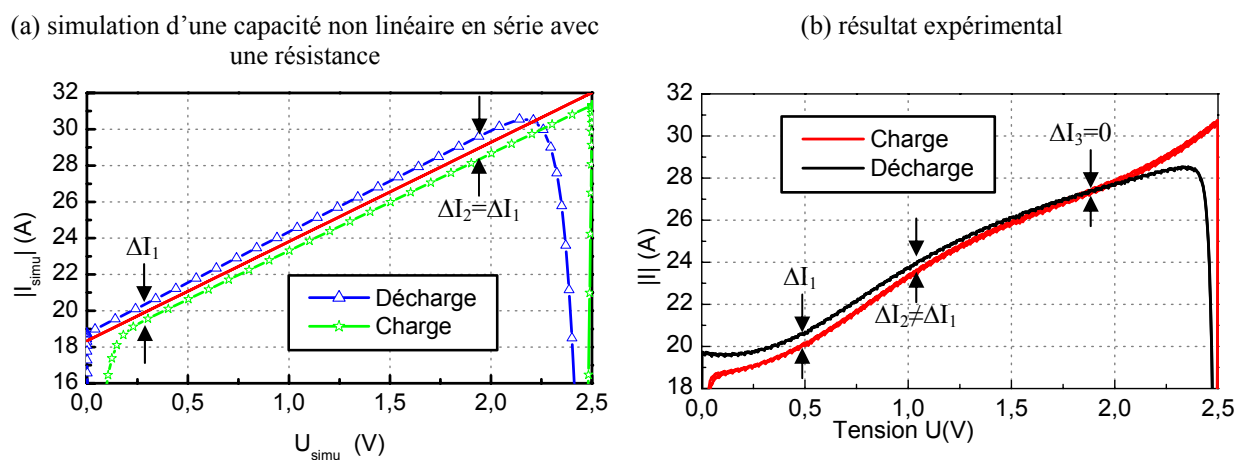 (a) simulation d’une capacité non linéaire en série avec
une résistance
(b) résultat expérimental
32
30
28
26
24
22
20
18
16
|I_simu| (A)
ΔI₁
ΔI₂=ΔI₁
Décharge
Charge
0,0
0,5
1,0
1,5
2,0
2,5
U_simu (V)
32
30
28
26
24
22
20
18
|I| (A)
Charge
Décharge
ΔI₃=0
ΔI₁
ΔI₂≠ΔI₁
0,0
0,5
1,0
1,5
2,0
2,5
Tension U(V)